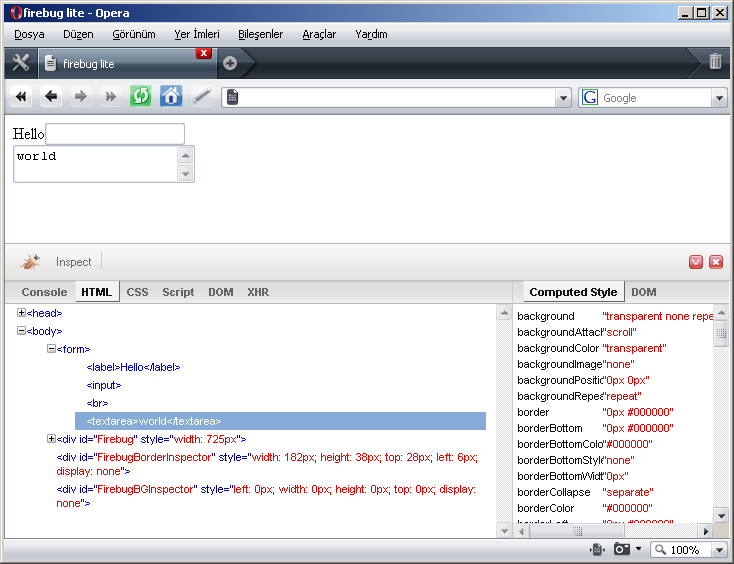 firebug lite - Opera
Dosya Düzen Görünüm Yer İmleri Bileşenler Araçlar Yardım
firebug lite
Google
Hello
world
Inspect
Console HTML CSS Script DOM XHR
Computed Style DOM
<head>
<body>
<form>
<label>Hello</label>
<input>
<br>
<textarea>world</textarea>
<div id="Firebug" style="width: 725px">
<div id="FirebugBorderInspector" style="width: 182px; height: 38px; top: 28px; left: 6px;
display: none">
<div id="FirebugBGInspector" style="left: 0px; width: 0px; height: 0px; top: 0px; display:
none">
background "transparent none repe
backgroundAttacl "scroll"
backgroundColor "transparent"
backgroundImage "none"
backgroundPositic "0px 0px"
backgroundRepea "repeat"
border "0px #000000"
borderBottom "0px #000000"
borderBottomColo "#000000"
borderBottomStyl "none"
borderBottomWidt "0px"
borderCollapse "separate"
borderColor "#000000"
borderLeft "0px #000000"
100%